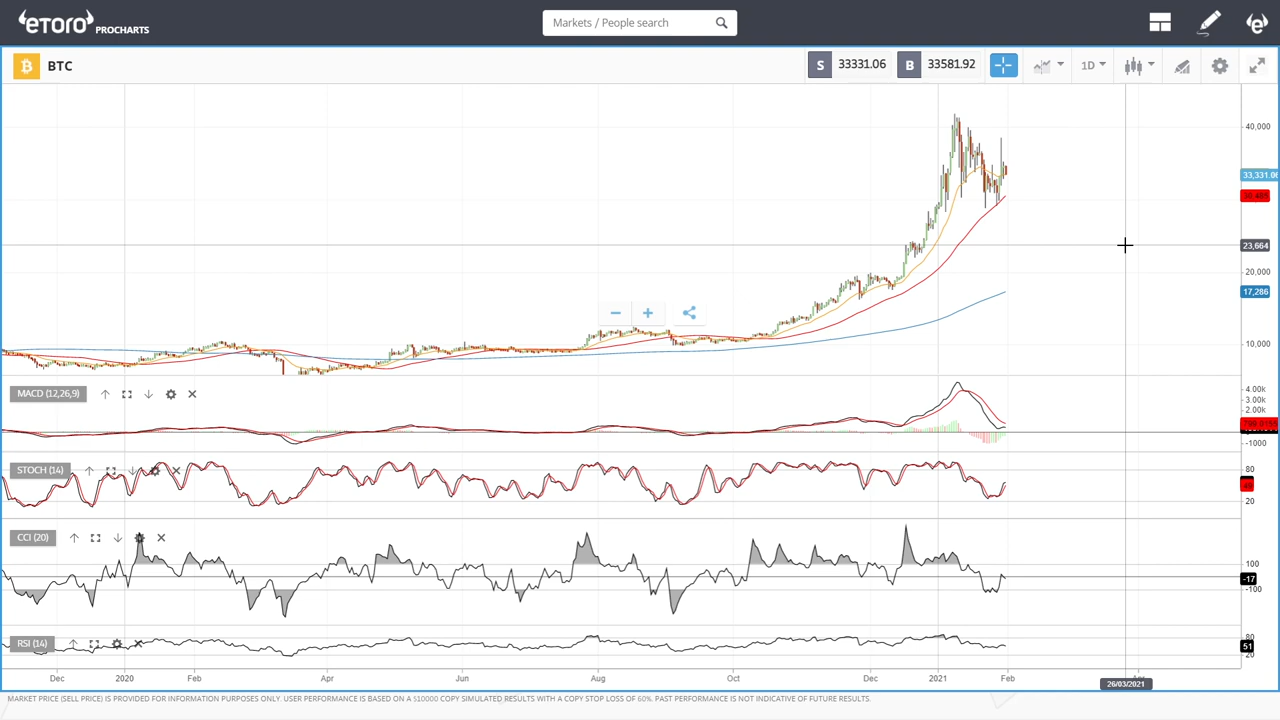 eToro PROCHARTS
Markets / People search
BTC
S 33331.06 B 33581.92
1D
40,000
33,331.06
30,485
23,664
20,000
17,286
10,000
MACD (12,26,9)
4.00k
3.00k
2.00k
-1000
STOCH (14)
80
20
CCI (20)
100
-17
-100
RSI (14)
80
51
20
Dec 2020 Feb Apr Jun Aug Oct Dec 2021 Feb
26/03/2021
MARKET PRICE (SELL PRICE) IS PROVIDED FOR INFORMATION PURPOSES ONLY. USER PERFORMANCE IS BASED ON A $10000 COPY SIMULATED RESULTS WITH A COPY STOP LOSS OF 60%. PAST PERFORMANCE IS NOT INDICATIVE OF FUTURE RESULTS.